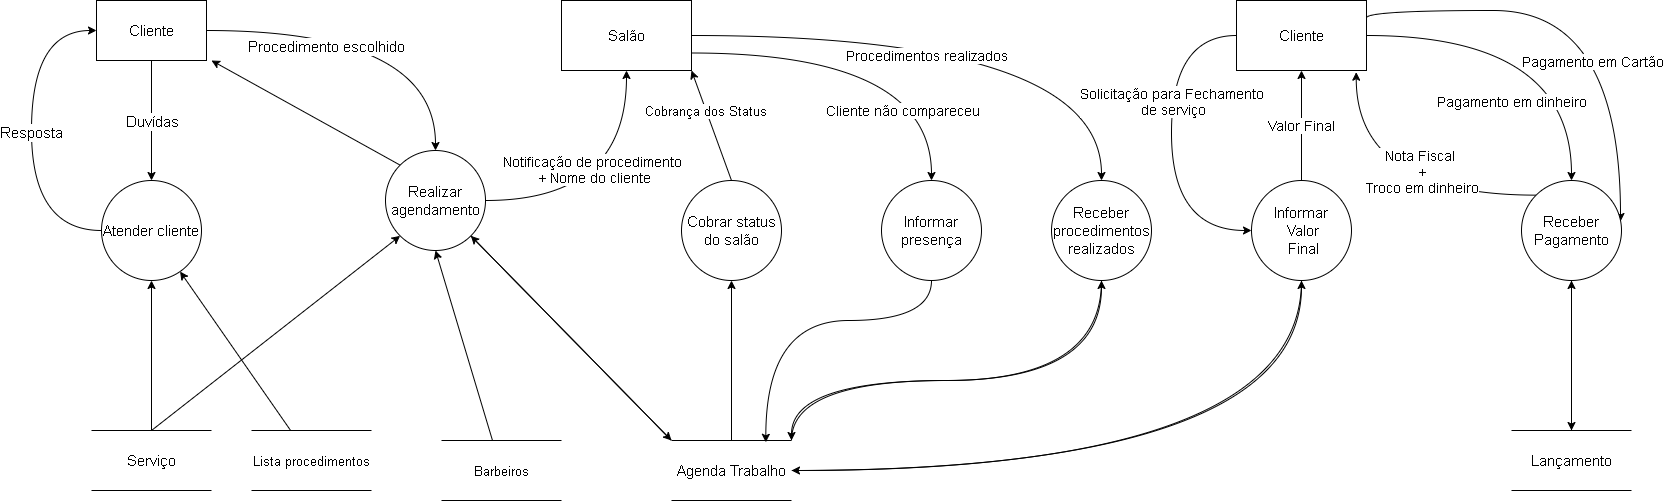 Cliente
Procedimento escolhido
Resposta
Duvídas
Atender cliente
Realizar
agendamento
Notificação de procedimento
+ Nome do cliente
Salão
Procedimentos realizados
Cobrança dos Status
Cliente não compareceu
Cobrar status
do salão
Informar
presença
Receber
procedimentos
realizados
Cliente
Pagamento em Cartão
Solicitação para Fechamento
de serviço
Pagamento em dinheiro
Valor Final
Nota Fiscal
+
Troco em dinheiro
Informar
Valor
Final
Receber
Pagamento
Serviço
Lista procedimentos
Barbeiros
Agenda Trabalho
Lançamento